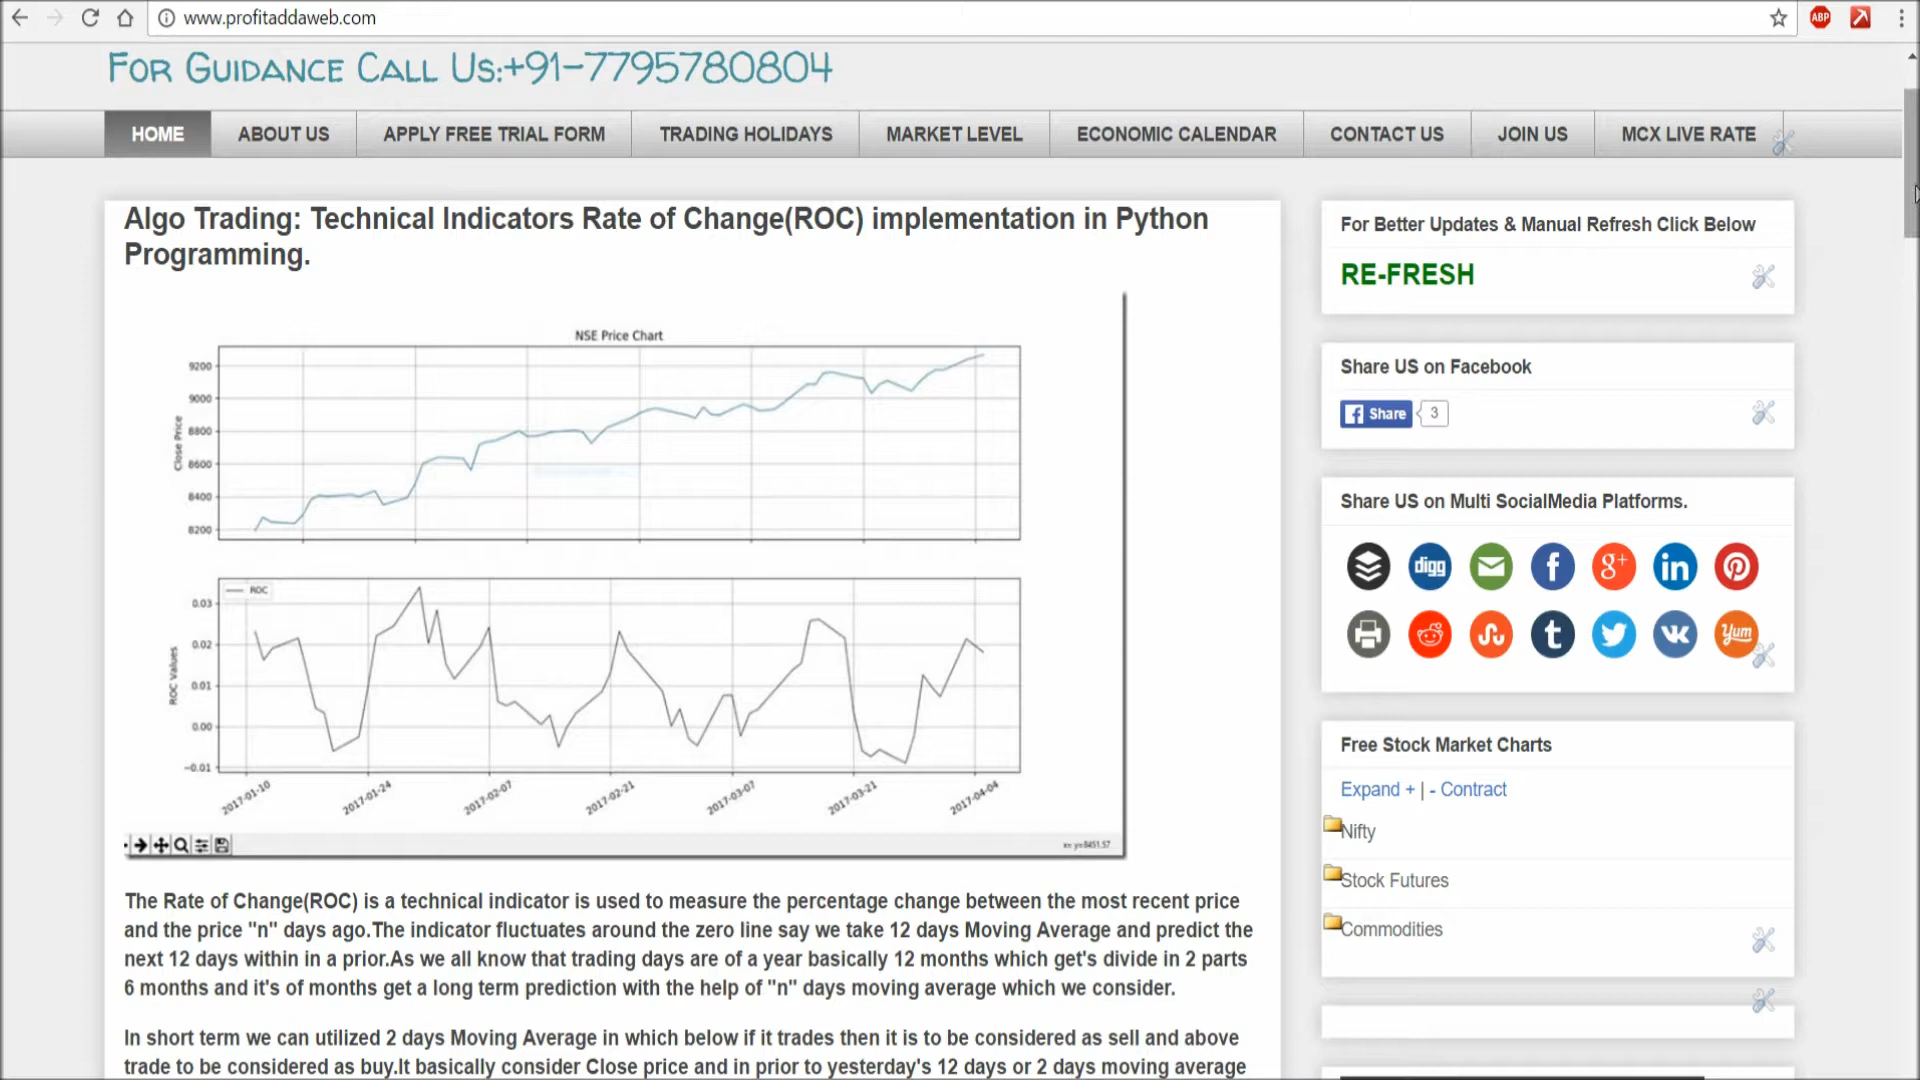 www.profitaddaweb.com
ABP
For Guidance Call Us:+91-7795780804
HOME
ABOUT US
APPLY FREE TRIAL FORM
TRADING HOLIDAYS
MARKET LEVEL
ECONOMIC CALENDAR
CONTACT US
JOIN US
MCX LIVE RATE
Algo Trading: Technical Indicators Rate of Change(ROC) implementation in Python
Programming.
NSE Price Chart
Close Price
9200
9000
8800
8600
8400
8200
ROC
ROC Values
0.03
0.02
0.01
0.00
-0.01
2017-01-10
2017-01-24
2017-02-07
2017-02-21
2017-03-07
2017-03-21
2017-04-04
x= y=8451.57
The Rate of Change(ROC) is a technical indicator is used to measure the percentage change between the most recent price
and the price "n" days ago.The indicator fluctuates around the zero line say we take 12 days Moving Average and predict the
next 12 days within in a prior.As we all know that trading days are of a year basically 12 months which get's divide in 2 parts
6 months and it's of months get a long term prediction with the help of "n" days moving average which we consider.
In short term we can utilized 2 days Moving Average in which below if it trades then it is to be considered as sell and above
trade to be considered as buy.It basically consider Close price and in prior to yesterday's 12 days or 2 days moving average
For Better Updates & Manual Refresh Click Below
RE-FRESH
Share US on Facebook
f Share
3
Share US on Multi SocialMedia Platforms.
digg
f
g+
in
t
Yum
Free Stock Market Charts
Expand + | - Contract
Nifty
Stock Futures
Commodities